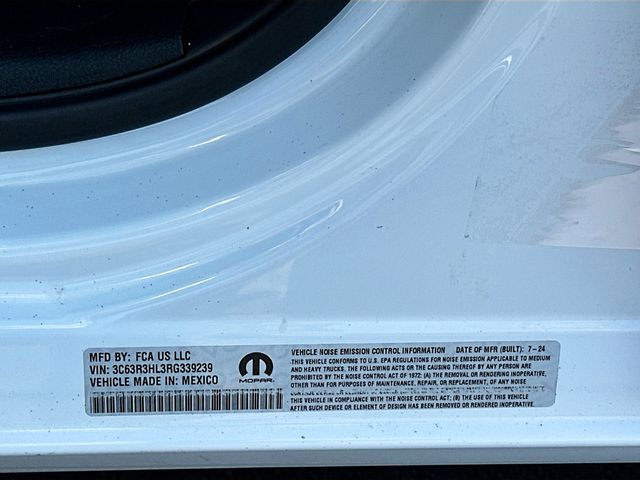 MFD BY: FCA US LLC
VIN: 3C63R3HL3RG339239
VEHICLE MADE IN: MEXICO
MOPAR
VEHICLE NOISE EMISSION CONTROL INFORMATION DATE OF MFR (BUILT): 7-24
THIS VEHICLE CONFORMS TO U.S. EPA REGULATIONS FOR NOISE EMISSION APPLICABLE TO MEDIUM
AND HEAVY TRUCKS. THE FOLLOWING ACTS OR THE CAUSING THEREOF BY ANY PERSON ARE
PROHIBITED BY THE NOISE CONTROL ACT OF 1972: (A) THE REMOVAL OR RENDERING INOPERATIVE,
OTHER THAN FOR PURPOSES OF MAINTENANCE, REPAIR, OR REPLACEMENT, OF ANY NOISE
THIS VEHICLE IN COMPLIANCE WITH THE NOISE CONTROL ACT; (B) THE USE OF THIS VEHICLE
AFTER SUCH DEVICE OR ELEMENT OF DESIGN HAS BEEN REMOVED OR RENDERED INOPERATIVE.